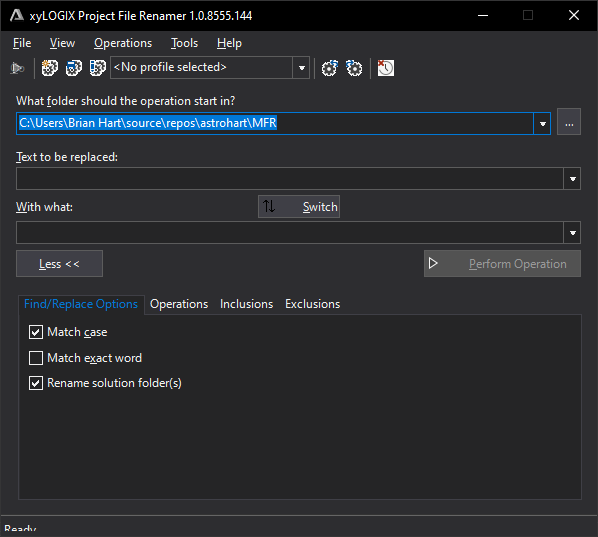 xyLOGIX Project File Renamer 1.0.8555.144
File View Operations Tools Help
<No profile selected>
What folder should the operation start in?
C:\Users\Brian Hart\source\repos\astrohart\MFR
...
Text to be replaced:
With what:
Switch
Less <<
Perform Operation
Find/Replace Options Operations Inclusions Exclusions
Match case
Match exact word
Rename solution folder(s)
Ready